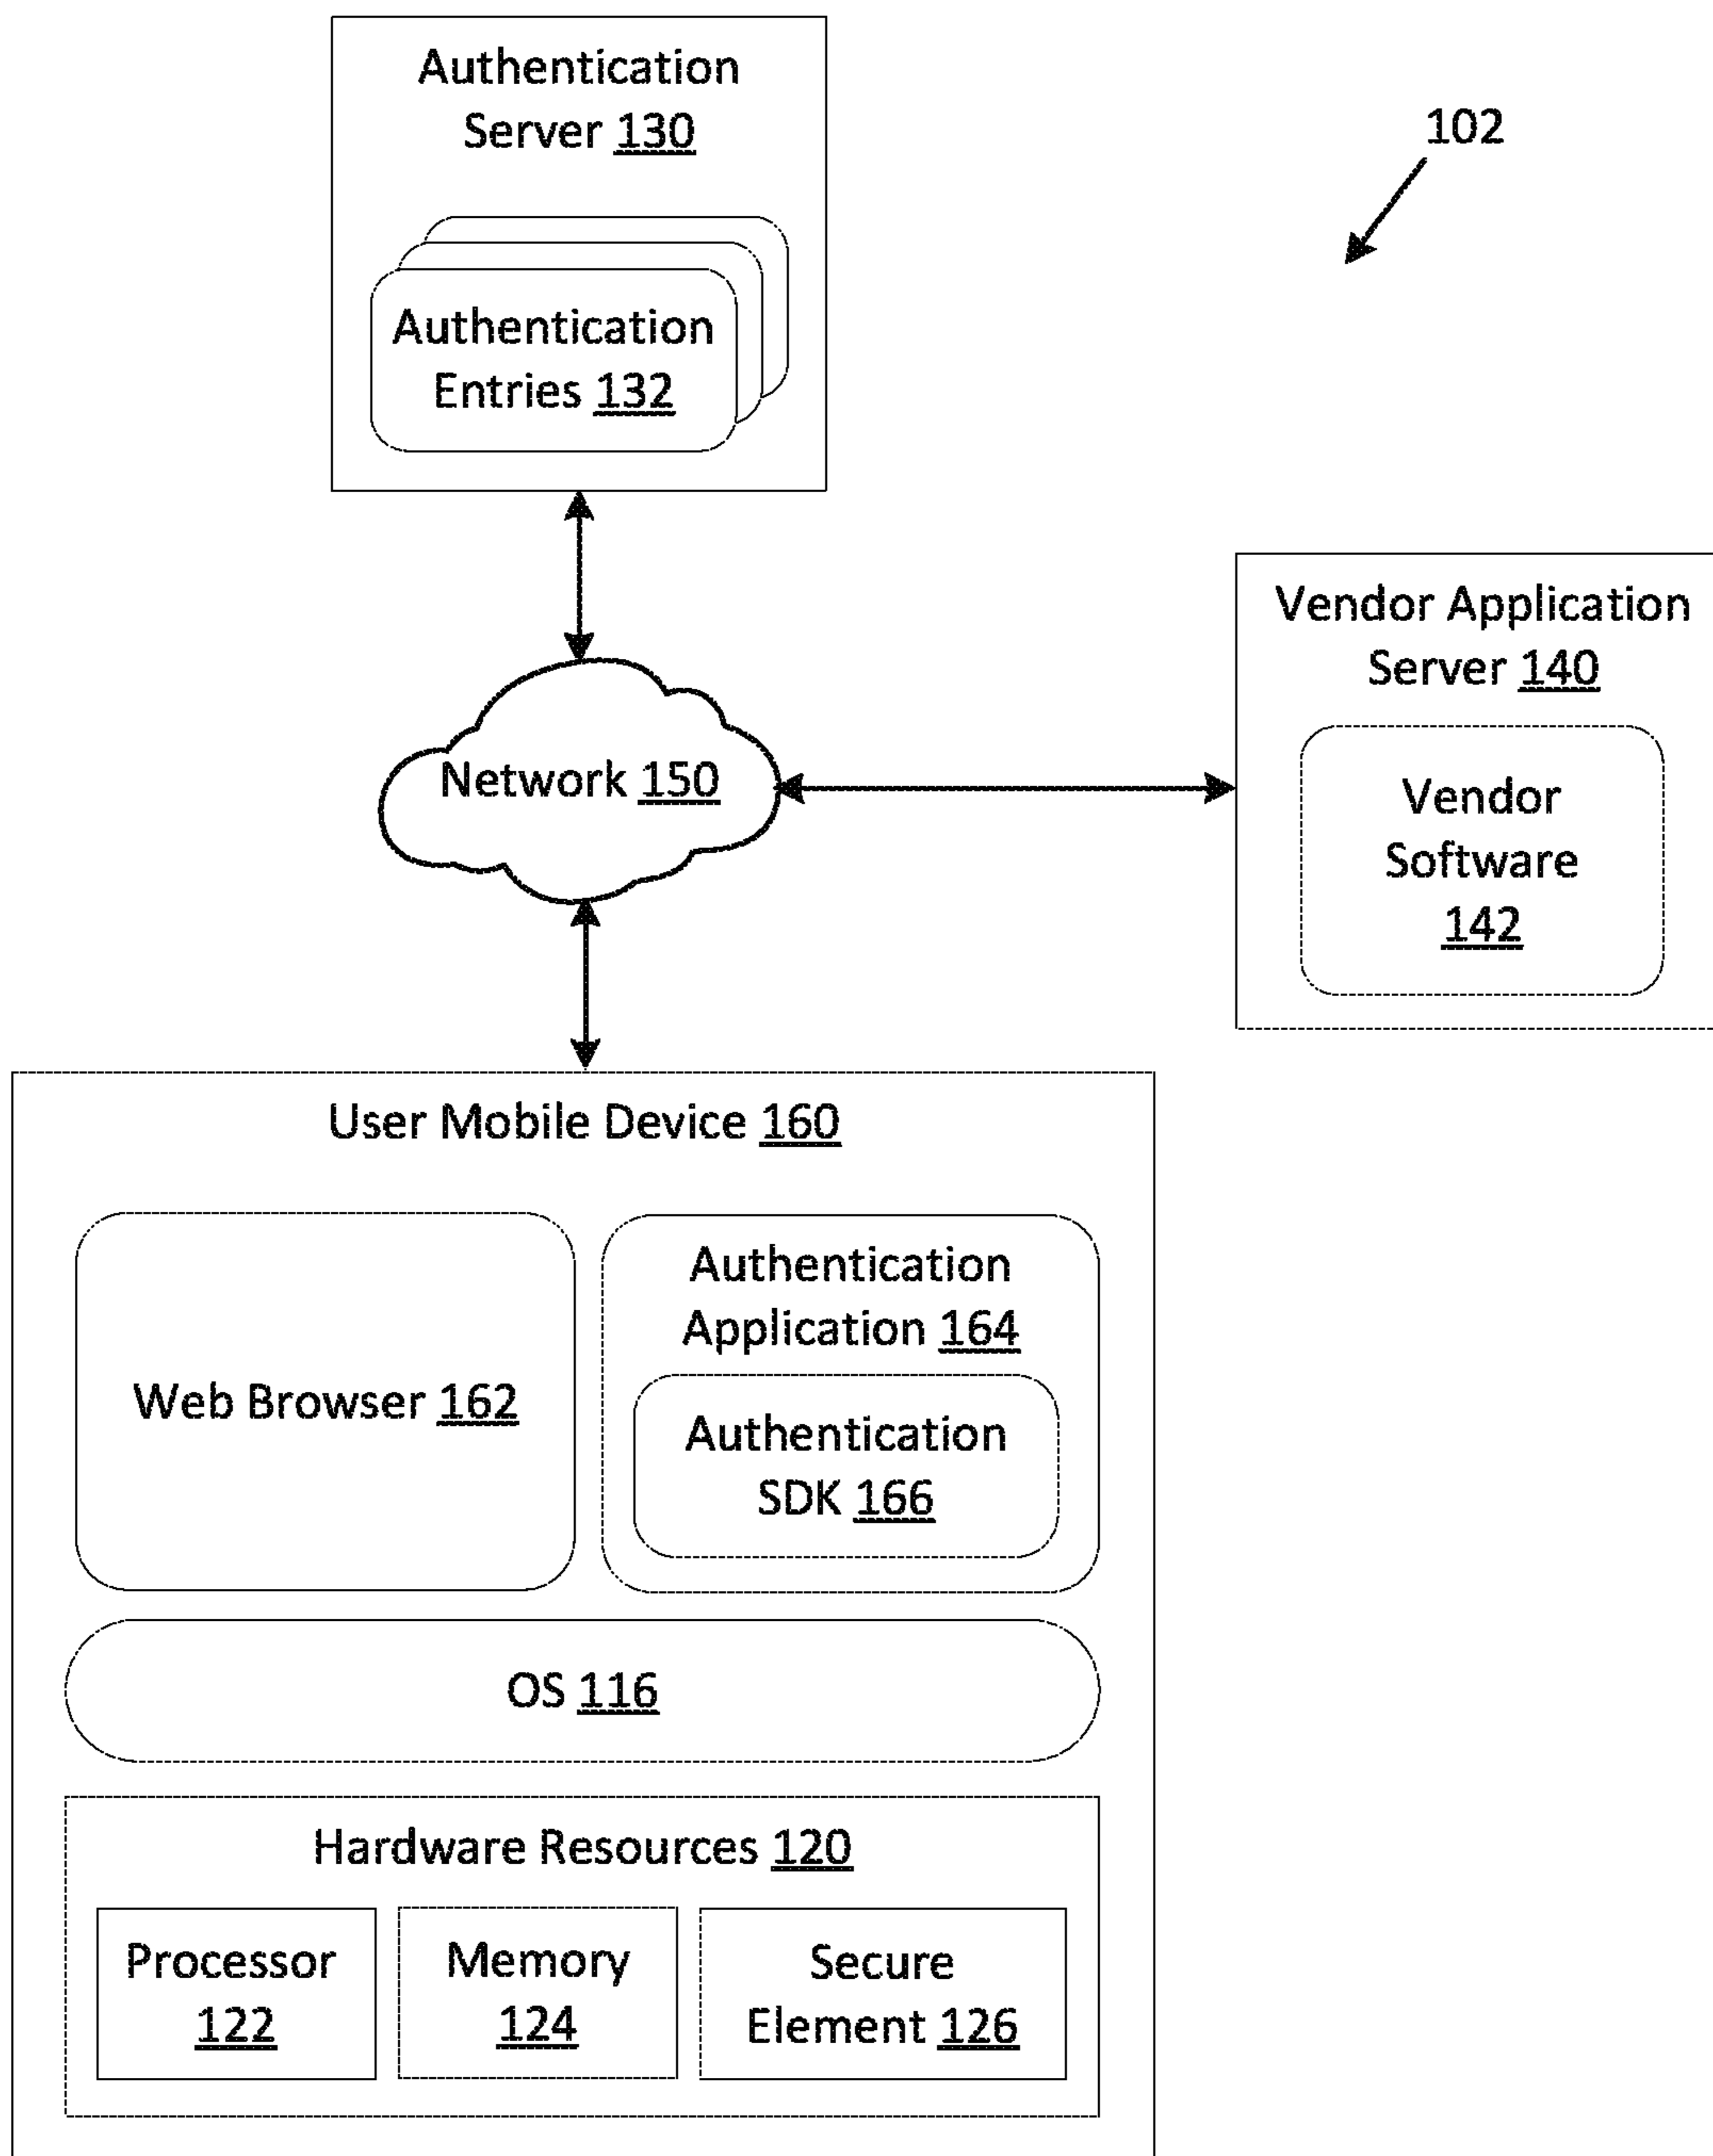 Authentication
Server 130
102
Authentication
Entries 132
Vendor Application
Server 140
Network 150
Vendor
Software
142
User Mobile Device 160
Authentication
Application 164
Web Browser 162
Authentication
SDK 166
OS 116
Hardware Resources 120
Processor
122
Memory
124
Secure
Element 126